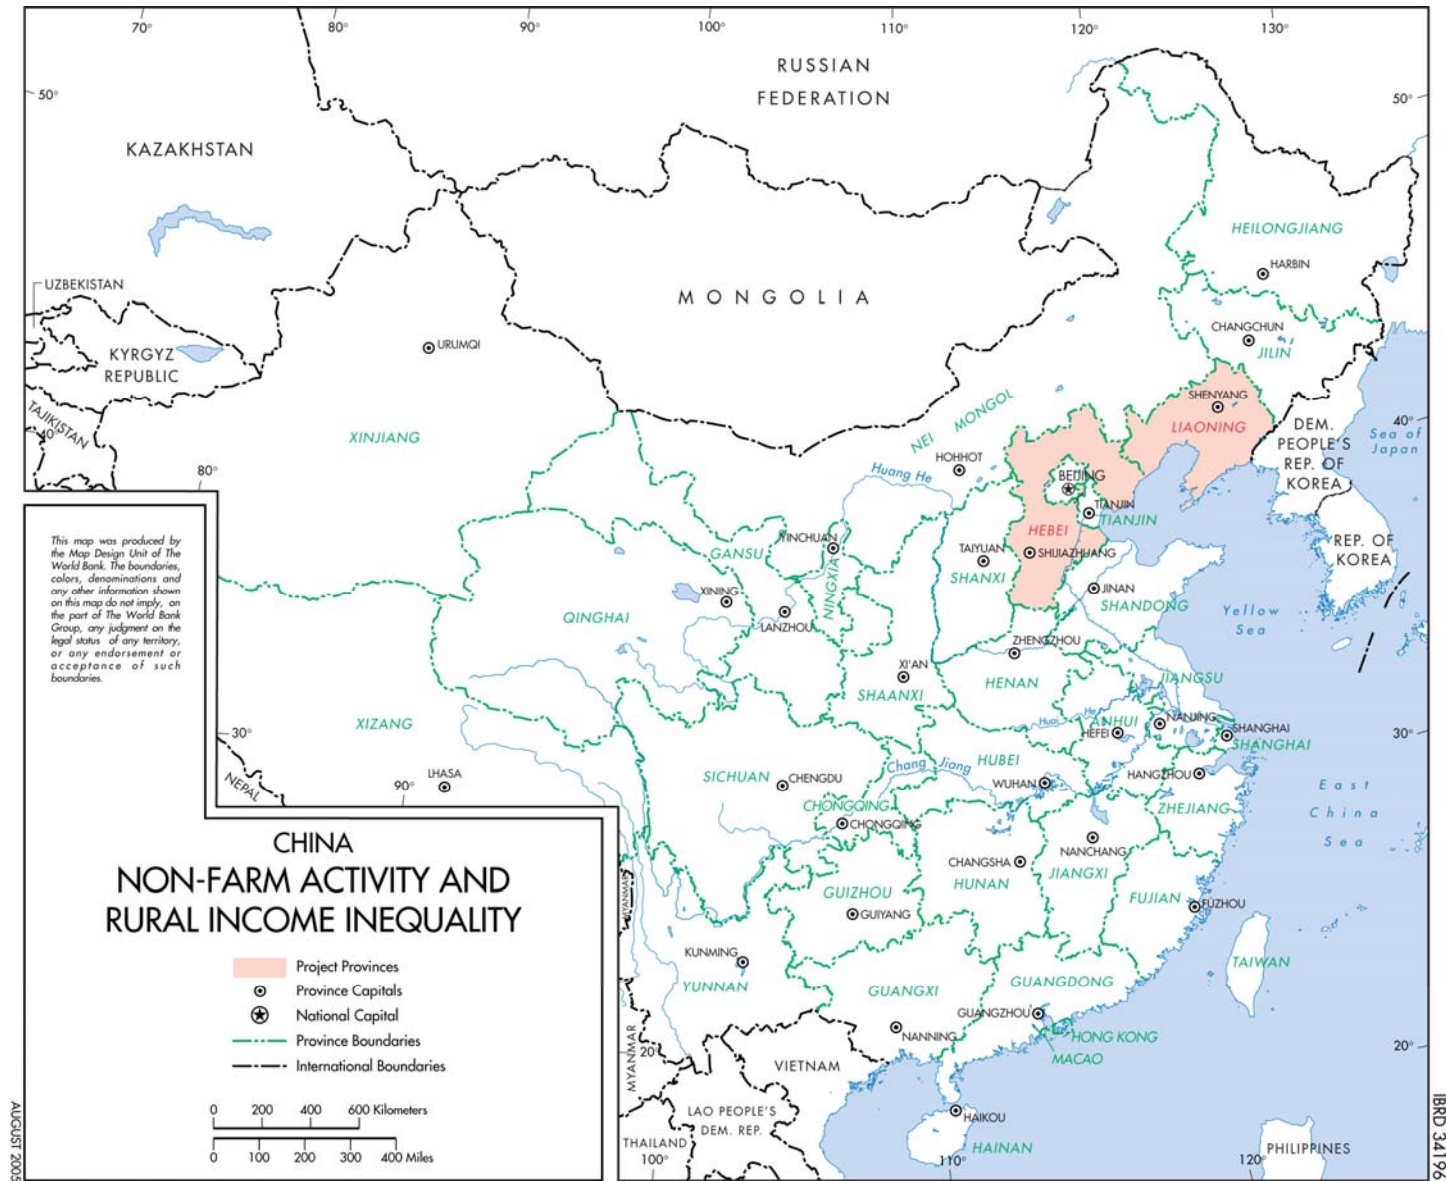 70°
80°
90°
100°
110°
120°
130°
50°
50°
RUSSIAN
FEDERATION
KAZAKHSTAN
HEILONGJIANG
HARBIN
UZBEKISTAN
MONGOLIA
CHANGCHUN
JILIN
URUMQI
KYRGYZ
REPUBLIC
SHENYANG
LIAONING
TAJIKISTAN
40°
40°
NEI MONGOL
DEM.
PEOPLE'S
REP. OF
KOREA
Sea of
Japan
XINJIANG
HOHHOT
Huang He
BEIJING
80°
TIANJIN
TIANJIN
HEBEI
REP. OF
KOREA
This map was produced by
the Map Design Unit of The
World Bank. The boundaries,
colors, denominations and
any other information shown
on this map do not imply, on
the part of The World Bank
Group, any judgment on the
legal status of any territory,
or any endorsement or
acceptance of such
boundaries.
GANSU
YINCHUAN
NINGXIA
TAIYUAN
SHANXI
SHIJIAZHUANG
XINING
JINAN
SHANDONG
QINGHAI
LANZHOU
Yellow
Sea
ZHENGZHOU
XI'AN
SHAANXI
HENAN
JIANGSU
XIZANG
Huai He
ANHUI
NANJING
HEFEI
SHANGHAI
SHANGHAI
30°
30°
NEPAL
LHASA
90°
SICHUAN
CHENGDU
Chang Jiang
HUBEI
WUHAN
HANGZHOU
ZHEJIANG
East
China
Sea
CHONGQING
CHONGQING
NANCHANG
CHANGSHA
HUNAN
JIANGXI
GUIZHOU
GUIYANG
FUJIAN
FUZHOU
MYANMAR
KUNMING
YUNNAN
TAIWAN
GUANGXI
GUANGDONG
GUANGZHOU
NANNING
HONG KONG
MACAO
MYANMAR
20°
20°
VIETNAM
LAO PEOPLE'S
DEM. REP.
HAIKOU
HAINAN
THAILAND
PHILIPPINES
100°
110°
120°
CHINA
NON-FARM ACTIVITY AND
RURAL INCOME INEQUALITY
Project Provinces
Province Capitals
National Capital
Province Boundaries
International Boundaries
0 200 400 600 Kilometers
0 100 200 300 400 Miles
AUGUST 2005
IBRD 34196